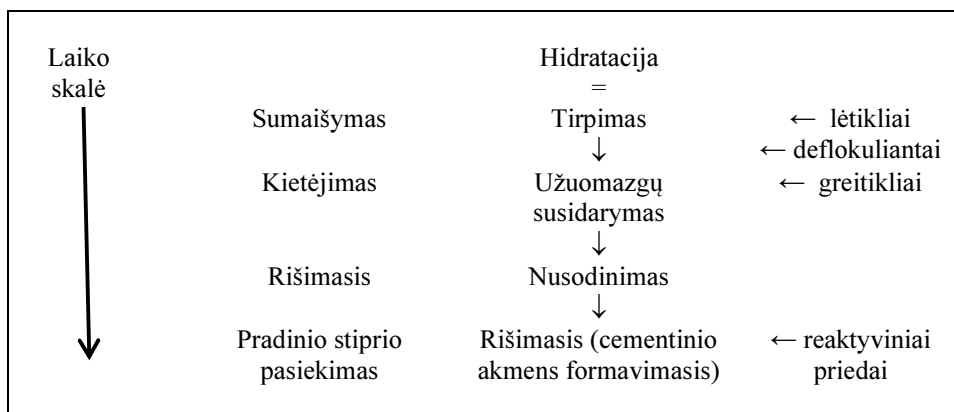 Laiko Hidratacija
skalė =
Sumaišymas Tirpimas ← lėtikliai
↓ ← deflokuliantai
Kietėjimas Užuomazgų ← greitikliai
susidarymas
↓
Rišimasis Nusodinimas
↓
Pradinio stiprio Rišimasis (cementinio ← reaktyviniai
pasiekimas akmens formavimasis) priedai